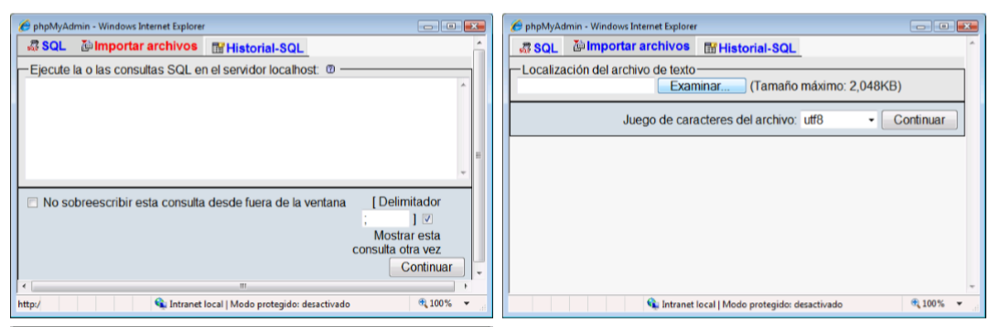 phpMyAdmin - Windows Internet Explorer
SQL Importar archivos Historial-SQL
Ejecute la o las consultas SQL en el servidor localhost:
No sobreescribir esta consulta desde fuera de la ventana [ Delimitador
; ]
Mostrar esta
consulta otra vez
Continuar
http:/ Intranet local | Modo protegido: desactivado 100%
phpMyAdmin - Windows Internet Explorer
SQL Importar archivos Historial-SQL
Localización del archivo de texto
Examinar... (Tamaño máximo: 2,048KB)
Juego de caracteres del archivo: utf8 Continuar
Intranet local | Modo protegido: desactivado 100%